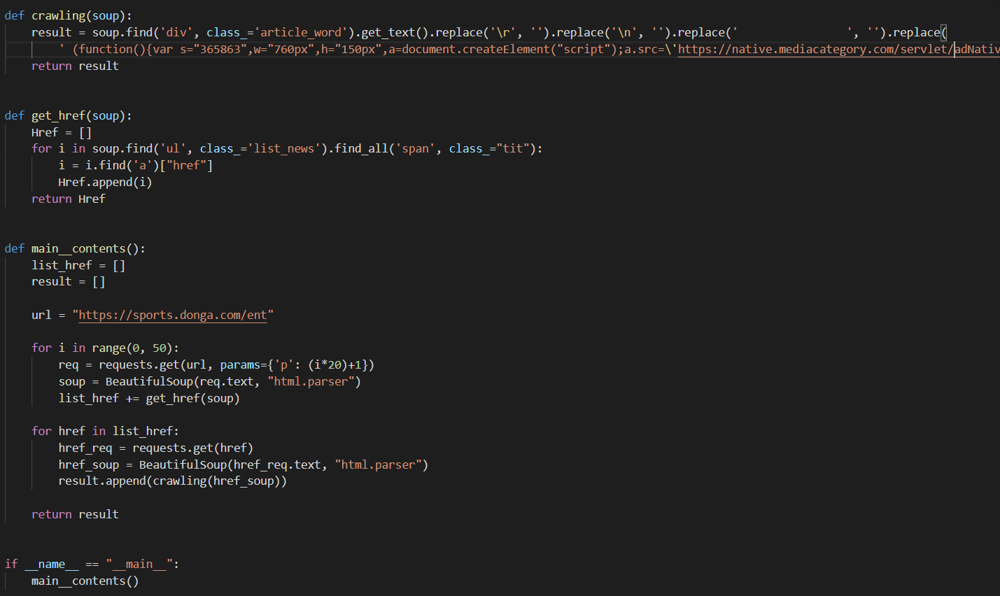 def crawling(soup):
    result = soup.find('div', class_='article_word').get_text().replace('\r', '').replace('\n', '').replace('                ', '').replace(
        ' (function(){var s="365863",w="760px",h="150px",a=document.createElement("script");a.src=\'https://native.mediacategory.com/servlet/adNativ
    return result
def get_href(soup):
    Href = []
    for i in soup.find('ul', class_='list_news').find_all('span', class_="tit"):
        i = i.find('a')["href"]
        Href.append(i)
    return Href
def main__contents():
    list_href = []
    result = []
    url = "https://sports.donga.com/ent"
    for i in range(0, 50):
        req = requests.get(url, params={'p': (i*20)+1})
        soup = BeautifulSoup(req.text, "html.parser")
        list_href += get_href(soup)
    for href in list_href:
        href_req = requests.get(href)
        href_soup = BeautifulSoup(href_req.text, "html.parser")
        result.append(crawling(href_soup))
    return result
if __name__ == "__main__":
    main__contents()